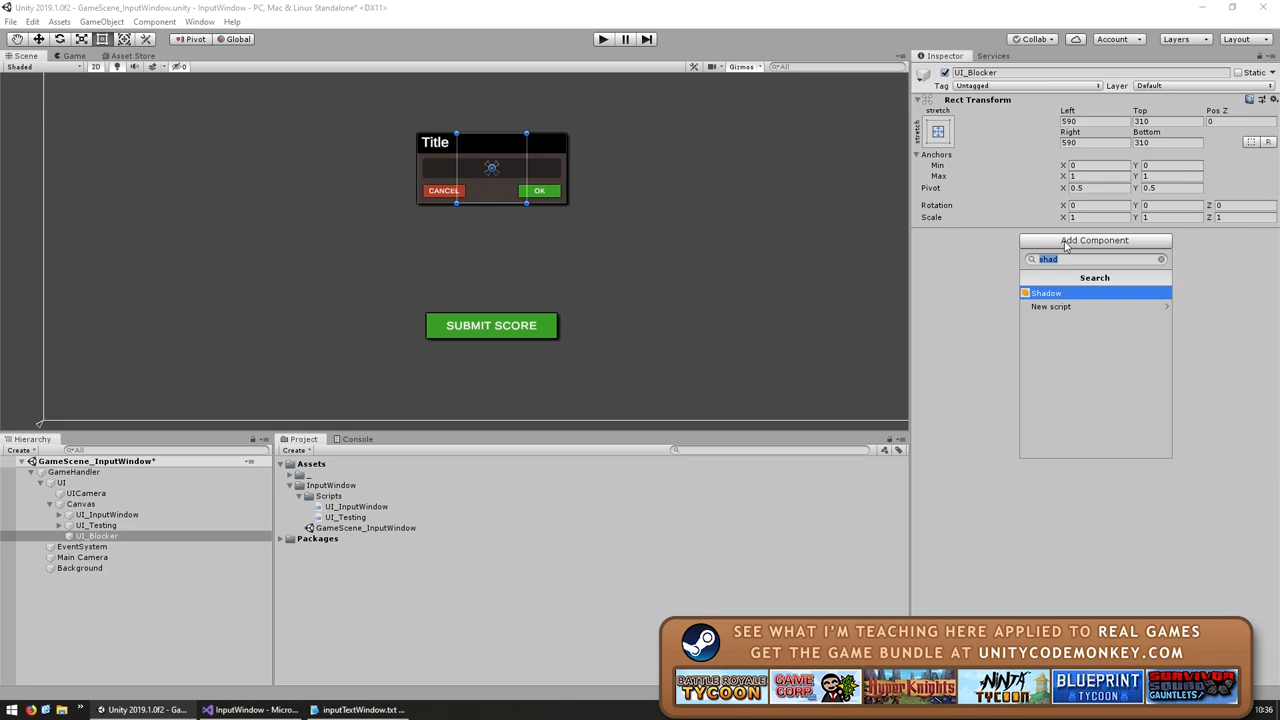 Unity 2019.1.0f2 - GameScene_InputWindow.unity - InputWindow - PC, Mac & Linux Standalone* <DX11>
File Edit Assets GameObject Component Window Help
Pivot Global Collab Account Layers Layout
Scene Game Asset Store
Shaded 2D 0 Gizmos All
Title
CANCEL OK
SUBMIT SCORE
Inspector Services
UI_Blocker Static
Tag Untagged Layer Default
Rect Transform
stretch Left Top Pos Z
stretch 590 310 0
Right Bottom
590 310 R
Anchors
Min X 0 Y 0
Max X 1 Y 1
Pivot X 0.5 Y 0.5
Rotation X 0 Y 0 Z 0
Scale X 1 Y 1 Z 1
Add Component
shad
Search
Shadow
New script
Hierarchy
Create All
GameScene_InputWindow*
GameHandler
UI
UICamera
Canvas
UI_InputWindow
UI_Testing
UI_Blocker
EventSystem
Main Camera
Background
Project Console
Create
Assets
_
InputWindow
Scripts
UI_InputWindow
UI_Testing
GameScene_InputWindow
Packages
SEE WHAT I'M TEACHING HERE APPLIED TO REAL GAMES
GET THE GAME BUNDLE AT UNITYCODEMONKEY.COM
BATTLE ROYALE TYCOON
GAME CORP
HYPER KNIGHTS
NINJA TYCOON
BLUEPRINT TYCOON
SURVIVOR SQUAD GAUNTLETS
Unity 2019.1.0f2 - Ga... InputWindow - Micro... inputTextWindow.txt ... 10:36